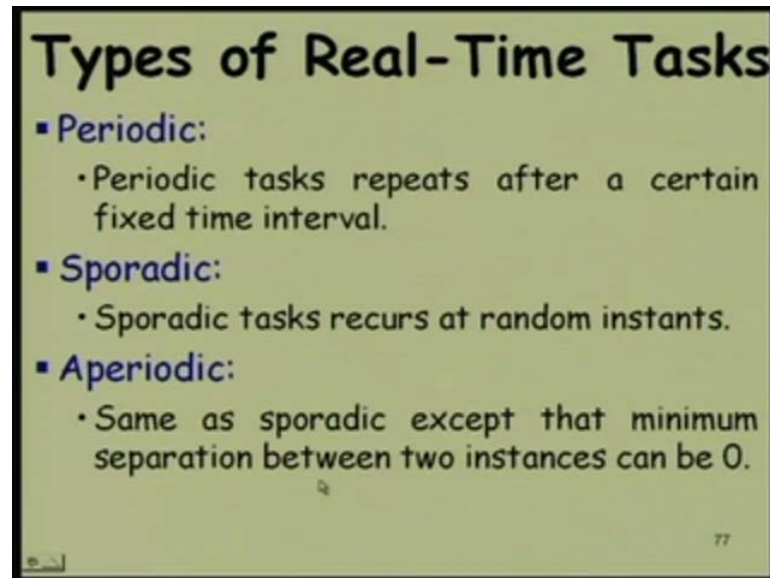 Types of Real-Time Tasks
▪ Periodic:
• Periodic tasks repeats after a certain
fixed time interval.
▪ Sporadic:
• Sporadic tasks recurs at random instants.
▪ Aperiodic:
• Same as sporadic except that minimum
separation between two instances can be 0.
77